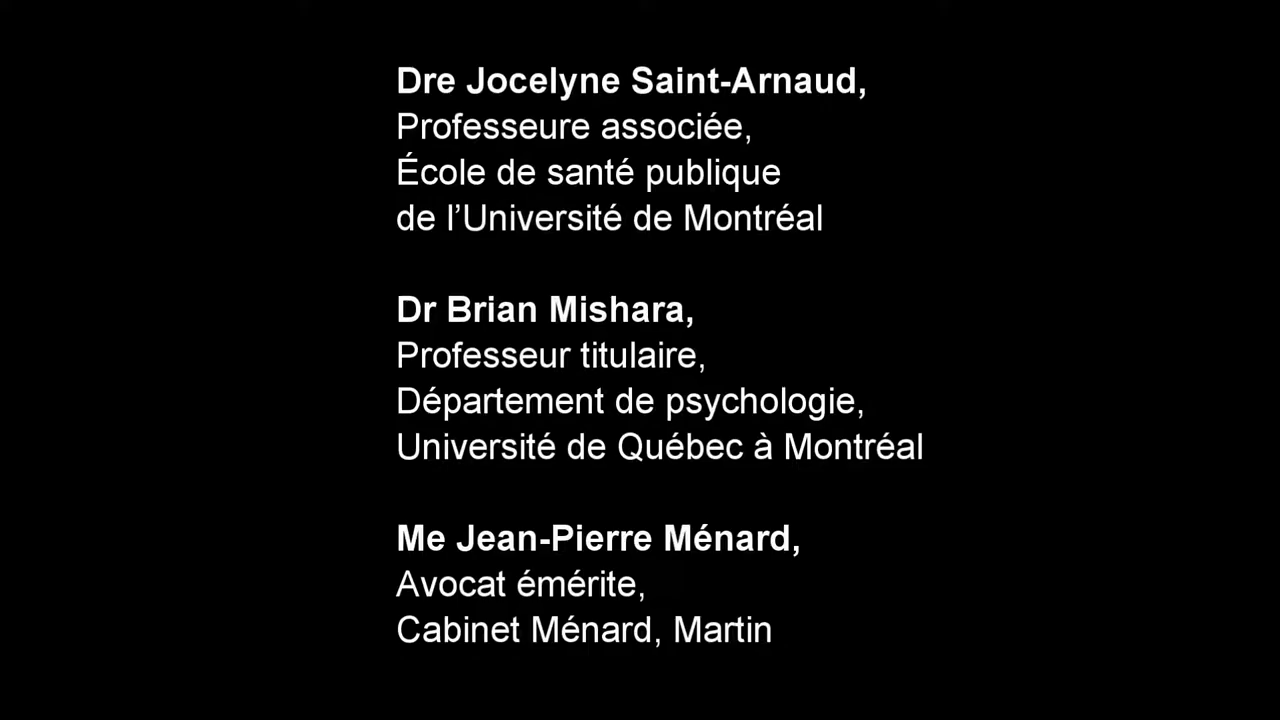 Dre Jocelyne Saint-Arnaud,
Professeure associée,
École de santé publique
de l’Université de Montréal
Dr Brian Mishara,
Professeur titulaire,
Département de psychologie,
Université de Québec à Montréal
Me Jean-Pierre Ménard,
Avocat émérite,
Cabinet Ménard, Martin